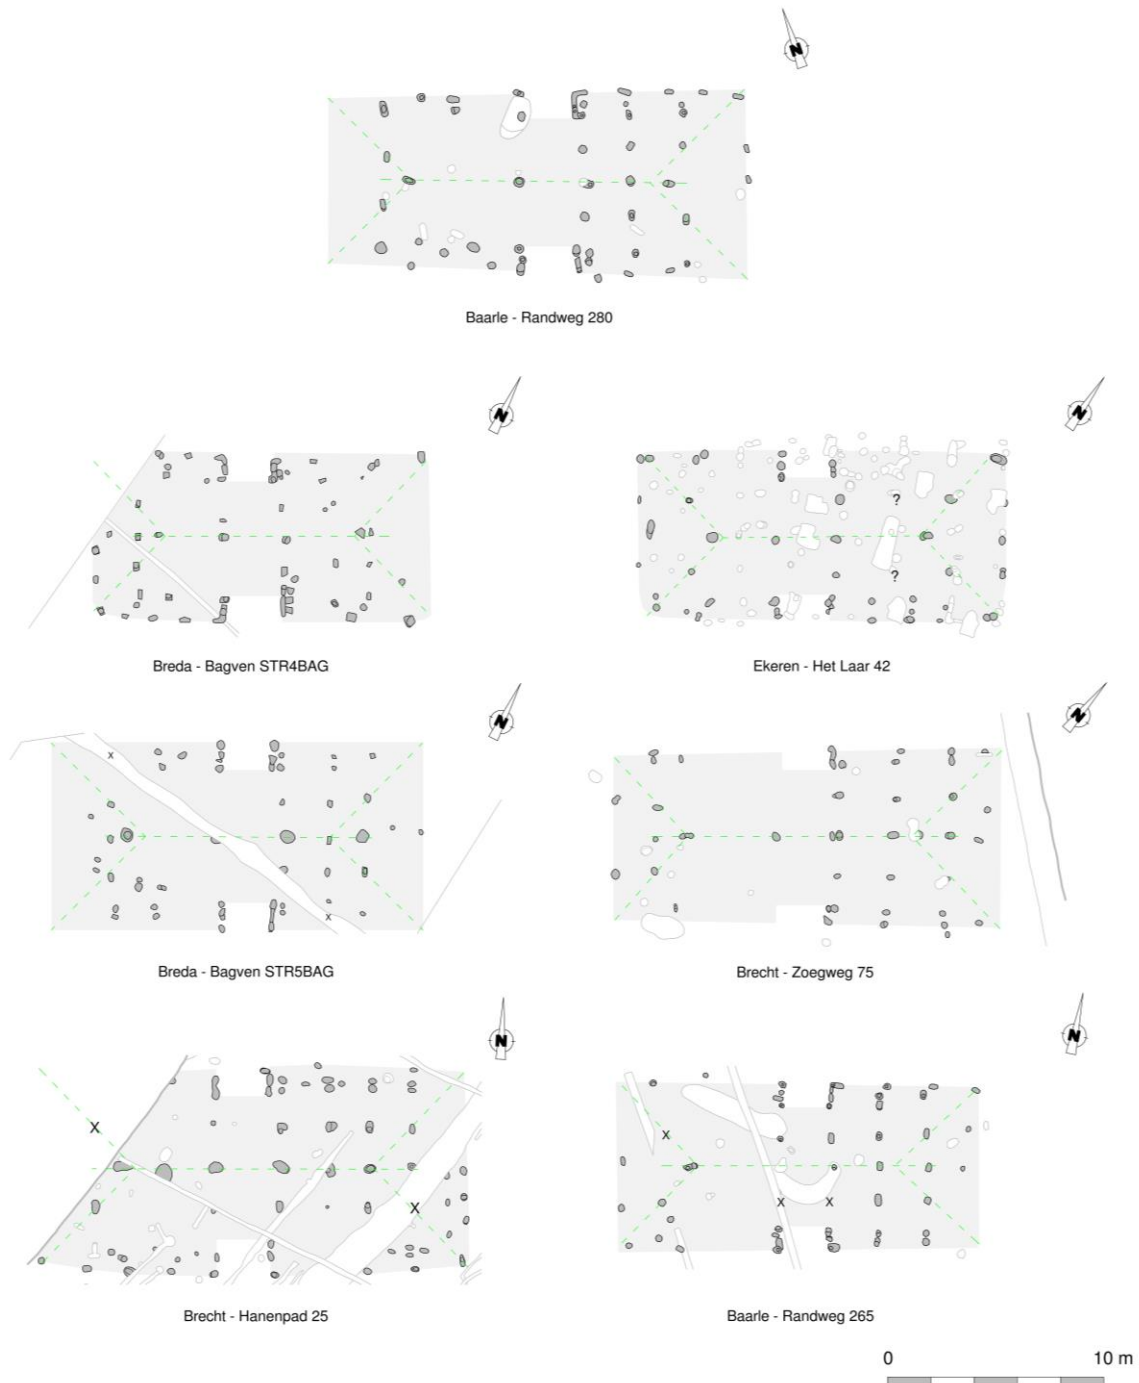 N
Baarle - Randweg 280
N
N
?
?
Breda - Bagven STR4BAG
Ekeren - Het Laar 42
N
N
x
x
Breda - Bagven STR5BAG
Brecht - Zoegweg 75
N
N
X
X
X
X
X
Brecht - Hanenpad 25
Baarle - Randweg 265
0
10 m